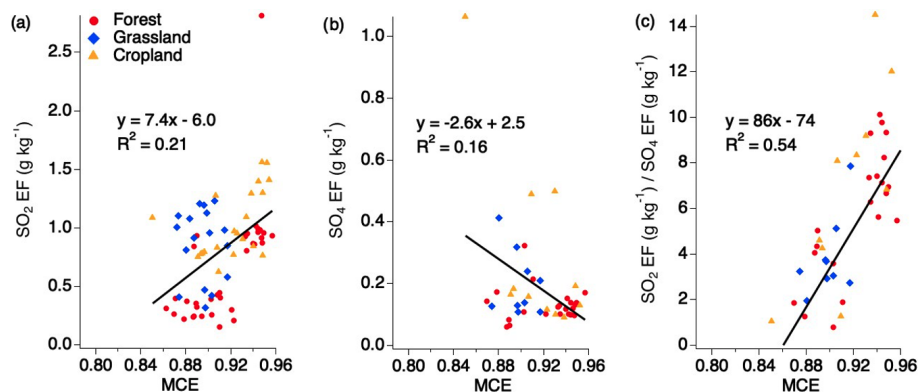 (a)
Forest
Grassland
Cropland
y = 7.4x - 6.0
R² = 0.21
SO₂ EF (g kg⁻¹)
2.5
2.0
1.5
1.0
0.5
0.0
0.80 0.84 0.88 0.92 0.96
MCE
(b)
y = -2.6x + 2.5
R² = 0.16
SO₄ EF (g kg⁻¹)
1.0
0.8
0.6
0.4
0.2
0.0
0.80 0.84 0.88 0.92 0.96
MCE
(c)
y = 86x - 74
R² = 0.54
SO₂ EF (g kg⁻¹) / SO₄ EF (g kg⁻¹)
14
12
10
8
6
4
2
0
0.80 0.84 0.88 0.92 0.96
MCE